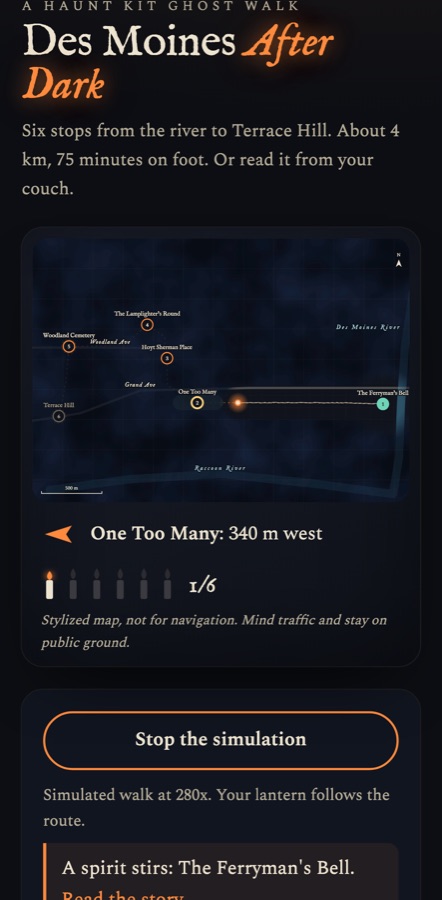 A HAUNT KIT GHOST WALK
Des Moines After
Dark
Six stops from the river to Terrace Hill. About 4
km, 75 minutes on foot. Or read it from your
couch.
N
The Lamplighter's Round
4
Des Moines River
Woodland Cemetery
Woodland Ave
5
Hoyt Sherman Place
3
Grand Ave
One Too Many
The Ferryman's Bell
2
1
Terrace Hill
6
Raccoon River
500 m
One Too Many: 340 m west
1/6
Stylized map, not for navigation. Mind traffic and stay on
public ground.
Stop the simulation
Simulated walk at 280x. Your lantern follows the
route.
A spirit stirs: The Ferryman's Bell.
Read the story